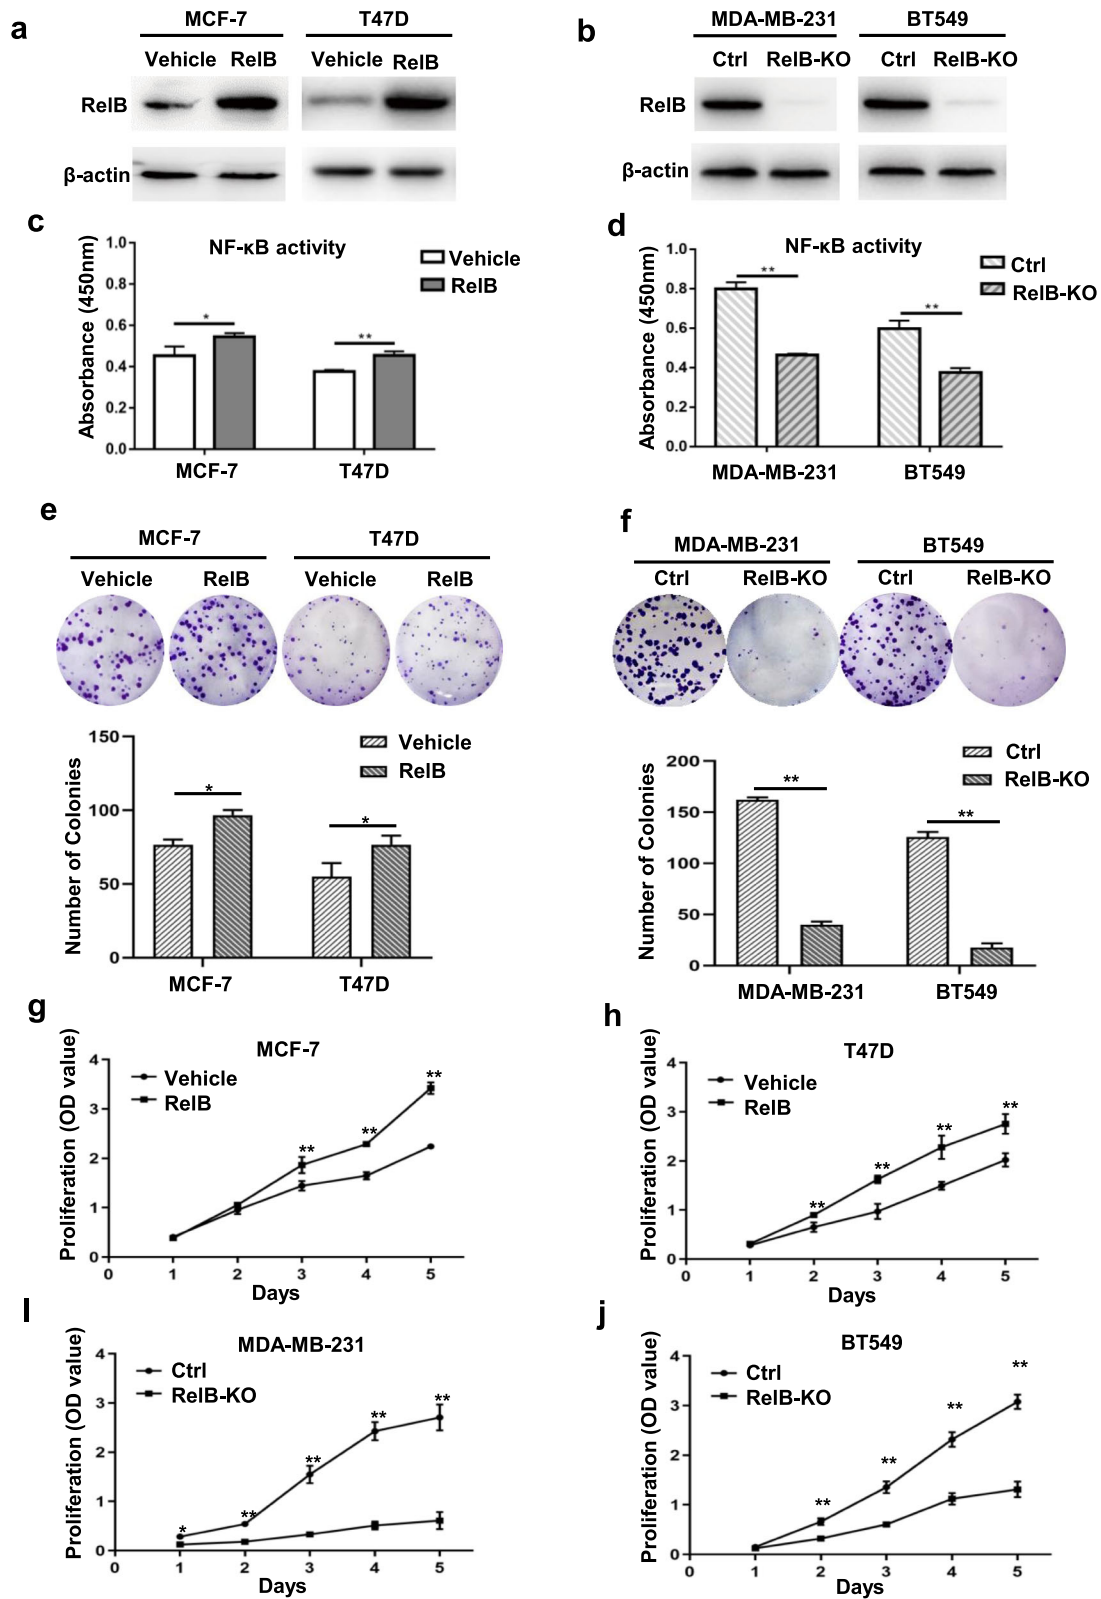 a
MCF-7 T47D
Vehicle RelB Vehicle RelB
RelB
β-actin
b
MDA-MB-231 BT549
Ctrl RelB-KO Ctrl RelB-KO
RelB
β-actin
c
NF-κB activity
Absorbance (450nm)
1.0
0.8
0.6
0.4
0.2
0.0
Vehicle
RelB
* **
MCF-7 T47D
d
NF-κB activity
Absorbance (450nm)
1.0
0.8
0.6
0.4
0.2
0.0
Ctrl
RelB-KO
** **
MDA-MB-231 BT549
e
MCF-7 T47D
Vehicle RelB Vehicle RelB
Number of Colonies
150
100
50
0
Vehicle
RelB
* *
MCF-7 T47D
f
MDA-MB-231 BT549
Ctrl RelB-KO Ctrl RelB-KO
Number of Colonies
200
150
100
50
0
Ctrl
RelB-KO
** **
MDA-MB-231 BT549
g
MCF-7
Proliferation (OD value)
4
3
2
1
0
Vehicle
RelB
** ** **
0 1 2 3 4 5
Days
h
T47D
Proliferation (OD value)
4
3
2
1
0
Vehicle
RelB
** ** ** **
0 1 2 3 4 5
Days
I
MDA-MB-231
Proliferation (OD value)
4
3
2
1
0
Ctrl
RelB-KO
* ** ** ** **
0 1 2 3 4 5
Days
j
BT549
Proliferation (OD value)
4
3
2
1
0
Ctrl
RelB-KO
** ** ** **
0 1 2 3 4 5
Days